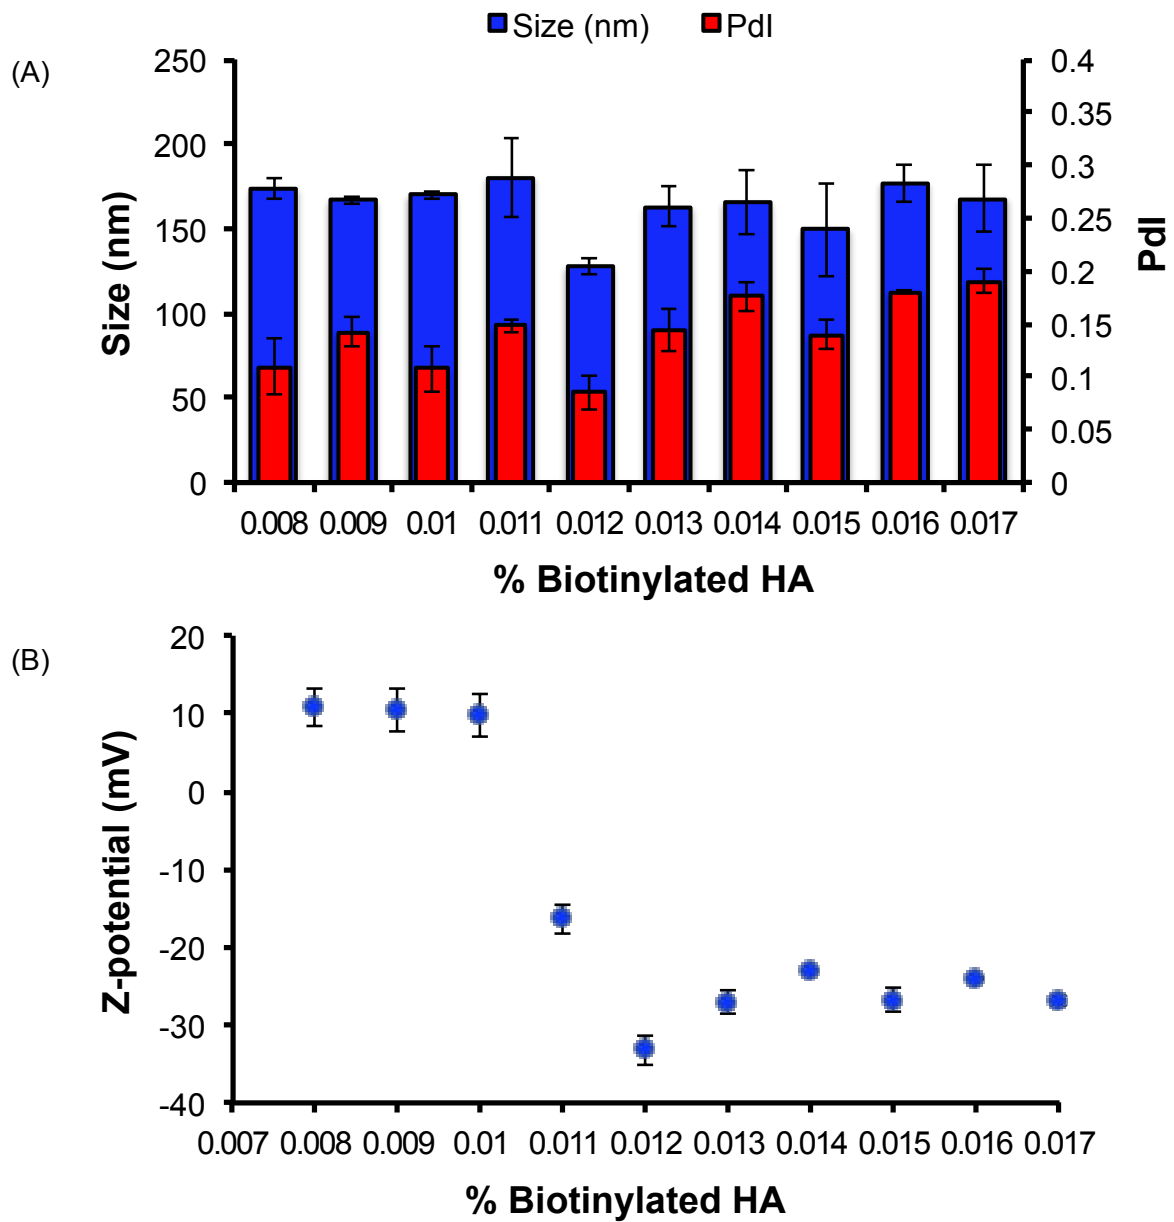 Size (nm) PdI
(A)
250
200
150
100
50
0
Size (nm)
0.4
0.35
0.3
0.25
0.2
0.15
0.1
0.05
0
PdI
0.008 0.009 0.01 0.011 0.012 0.013 0.014 0.015 0.016 0.017
% Biotinylated HA
(B)
20
10
0
-10
-20
-30
-40
Z-potential (mV)
0.007 0.008 0.009 0.01 0.011 0.012 0.013 0.014 0.015 0.016 0.017
% Biotinylated HA